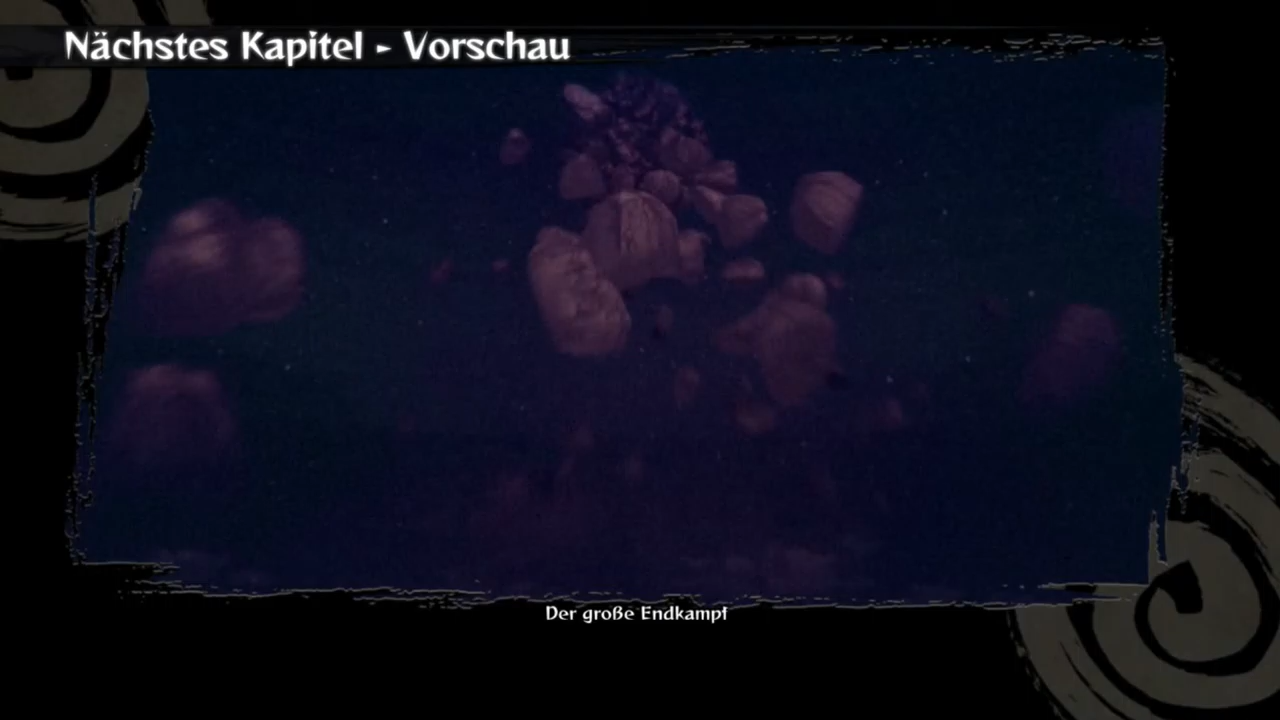 Nächstes Kapitel - Vorschau
Der große Endkampf